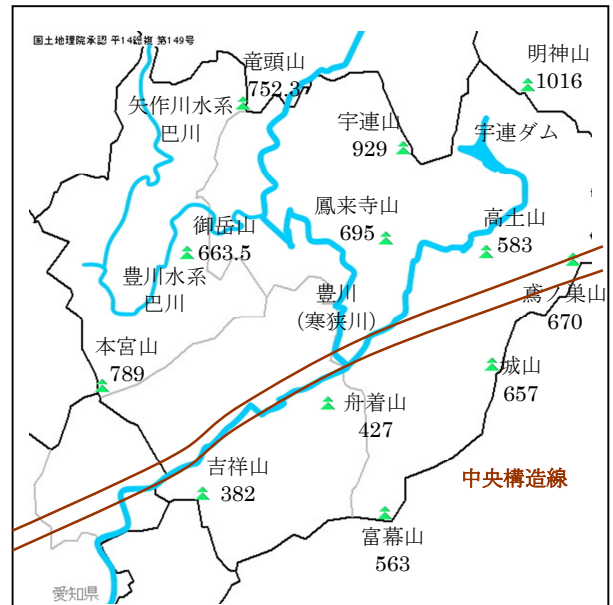 国土地理院承認 平14総複 第149号
明神山
1016
竜頭山
752.3
矢作川水系
巴川
宇連山
929
宇連ダム
鳳来寺山
695
高土山
583
御岳山
663.5
豊川水系
巴川
豊川
(寒狭川)
鳶ノ巣山
670
本宮山
789
城山
657
舟着山
427
吉祥山
382
中央構造線
富幕山
563
愛知県